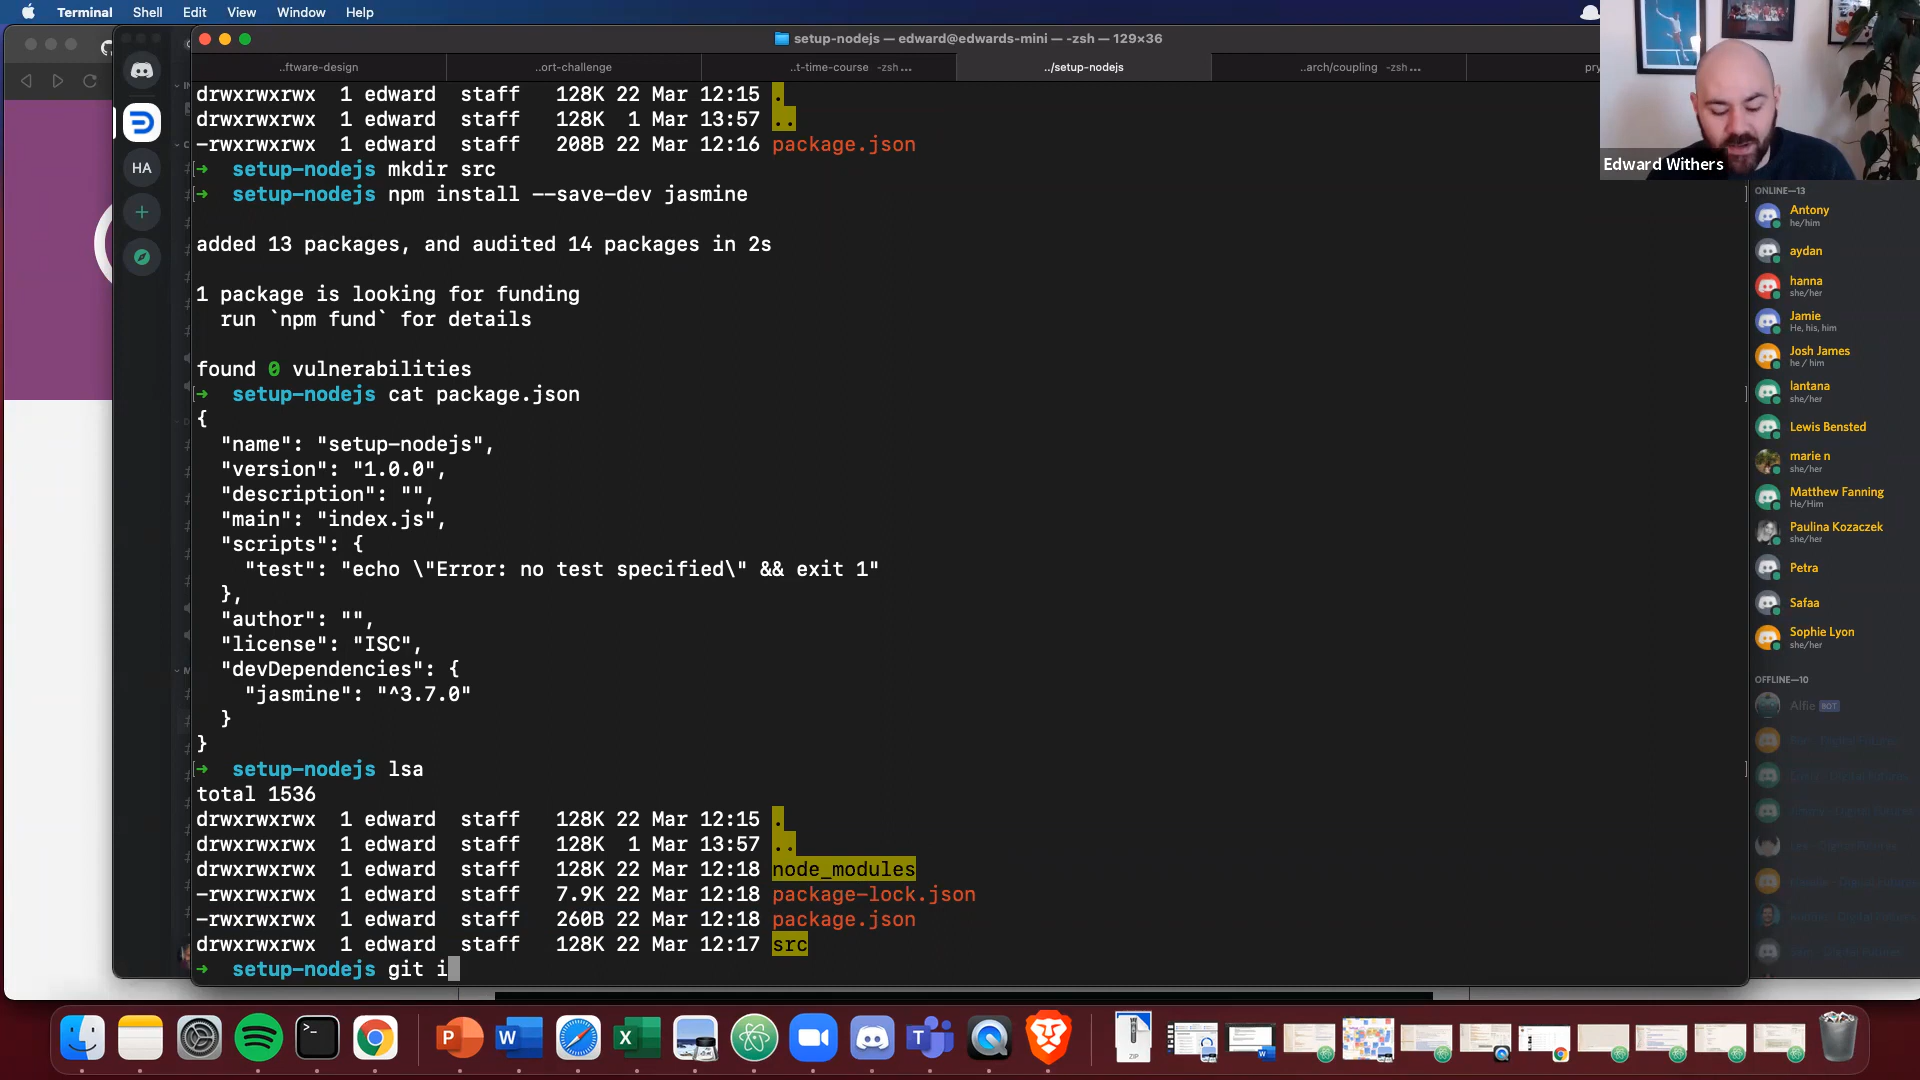 Terminal Shell Edit View Window Help
setup-nodejs — edward@edwards-mini — -zsh — 129×36
..ftware-design
..ort-challenge
..t-time-course -zsh...
../setup-nodejs
..arch/coupling -zsh...
pry
drwxrwxrwx 1 edward staff 128K 22 Mar 12:15 .
drwxrwxrwx 1 edward staff 128K 1 Mar 13:57 ..
-rwxrwxrwx 1 edward staff 208B 22 Mar 12:16 package.json
[➜ setup-nodejs mkdir src
[➜ setup-nodejs npm install --save-dev jasmine ]
added 13 packages, and audited 14 packages in 2s
1 package is looking for funding
run `npm fund` for details
found 0 vulnerabilities
[➜ setup-nodejs cat package.json ]
{
"name": "setup-nodejs",
"version": "1.0.0",
"description": "",
"main": "index.js",
"scripts": {
"test": "echo \"Error: no test specified\" && exit 1"
},
"author": "",
"license": "ISC",
"devDependencies": {
"jasmine": "^3.7.0"
}
}
[➜ setup-nodejs lsa ]
total 1536
drwxrwxrwx 1 edward staff 128K 22 Mar 12:15 .
drwxrwxrwx 1 edward staff 128K 1 Mar 13:57 ..
drwxrwxrwx 1 edward staff 128K 22 Mar 12:18 node_modules
-rwxrwxrwx 1 edward staff 7.9K 22 Mar 12:18 package-lock.json
-rwxrwxrwx 1 edward staff 260B 22 Mar 12:18 package.json
drwxrwxrwx 1 edward staff 128K 22 Mar 12:17 src
➜ setup-nodejs git i
HA
Edward Withers
ONLINE—13
Antony
he/him
aydan
hanna
she/her
Jamie
He, his, him
Josh James
he / him
lantana
she/her
Lewis Bensted
marie n
she/her
Matthew Fanning
He/Him
Paulina Kozaczek
she/her
Petra
Safaa
Sophie Lyon
she/her
OFFLINE—10
Alfie BOT
P
W
X
T
ZIP